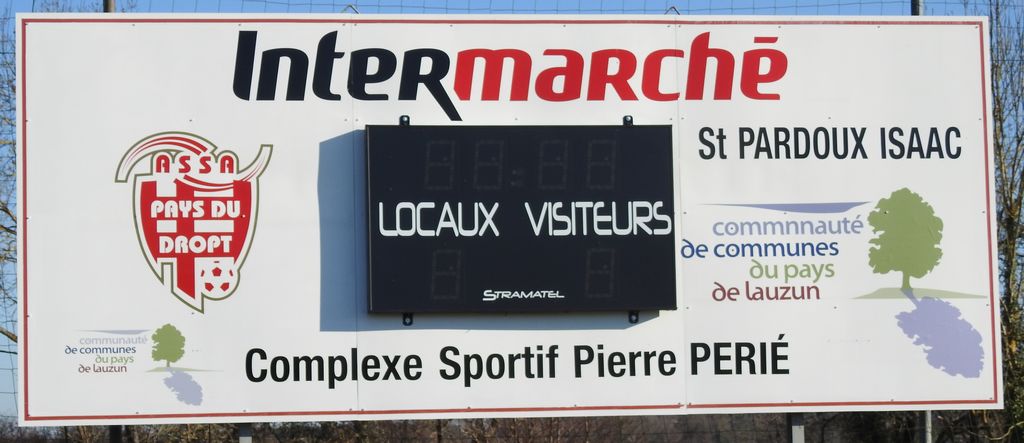 Intermarché
St PARDOUX ISAAC
ASSA
PAYS DU
DROPT
LOCAUX VISITEURS
STRAMATEL
commnnauté
de communes
du pays
de lauzun
communauté
de communes
du pays
de lauzun
Complexe Sportif Pierre PERIÉ